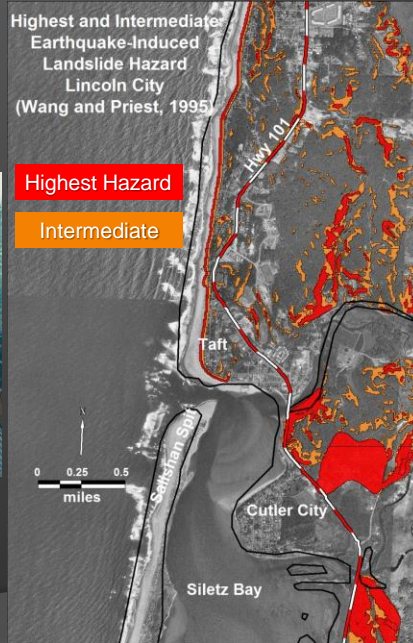 Highest and Intermediate
Earthquake-Induced
Landslide Hazard
Lincoln City
(Wang and Priest, 1995)
Highest Hazard
Intermediate
Hwy 101
Taft
N
0 0.25 0.5
miles
Salishan Spit
Cutler City
Siletz Bay